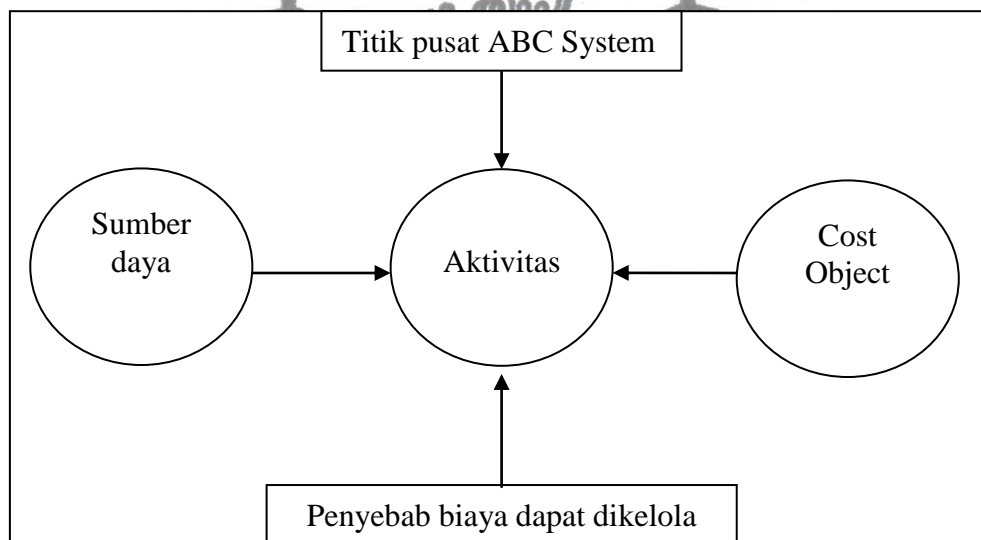 Titik pusat ABC System
Sumber
daya
Aktivitas
Cost
Object
Penyebab biaya dapat dikelola